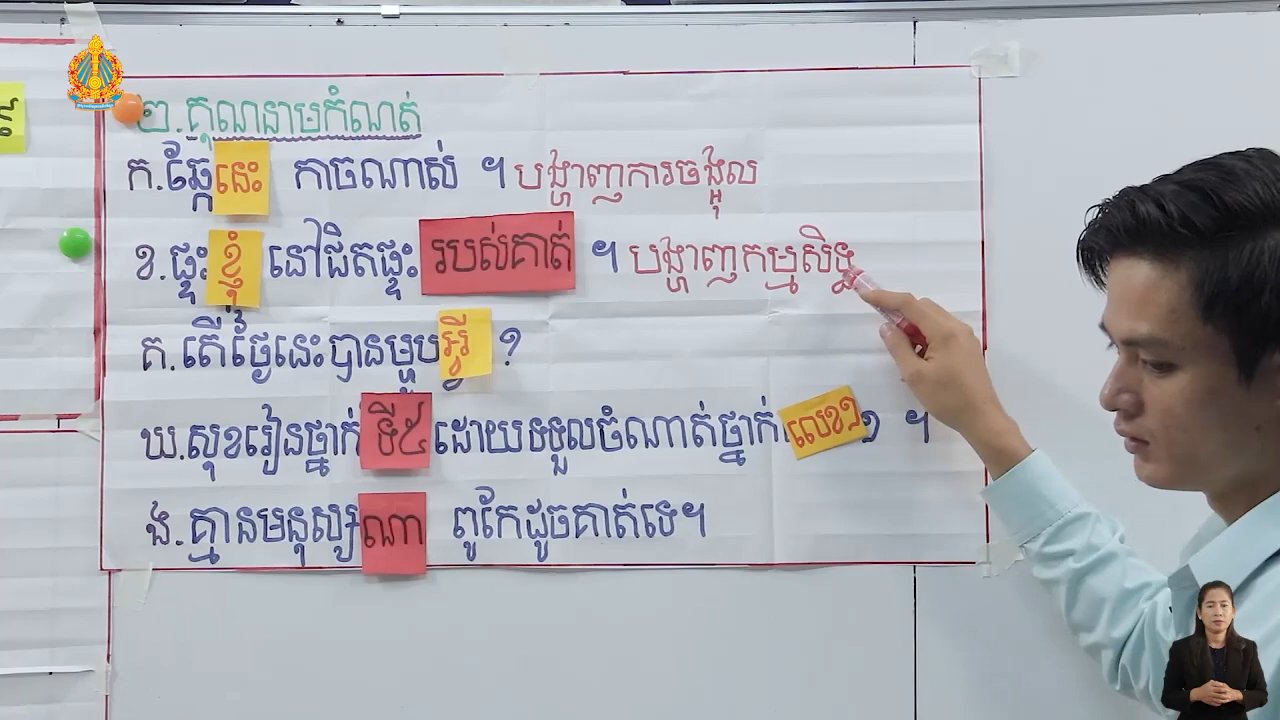 ២.គុណនាមកំណត់
ក.ឆ្កែនេះ កាចណាស់ ។ បង្ហាញការចង្អុល
ខ.ផ្ទះខ្ញុំ នៅជិតផ្ទះ របស់គាត់ ។ បង្ហាញកម្មសិទ្ធិ
គ.តើថ្ងៃនេះបានម្ហូបអ្វី ?
ឃ.សុខរៀនថ្នាក់ទី៥ ដោយទទួលចំណាត់ថ្នាក់លេខ១ ។
ង.គ្មានមនុស្សណា ពូកែដូចគាត់ទេ។